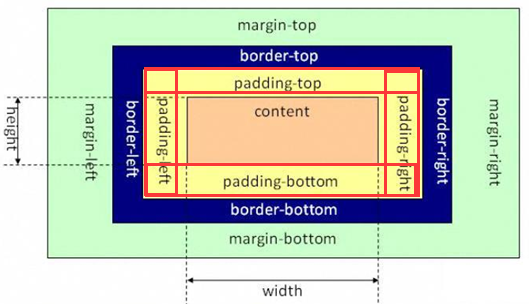 margin-top
border-top
padding-top
content
height
margin-left
border-left
padding-left
padding-right
border-right
margin-right
padding-bottom
border-bottom
margin-bottom
width